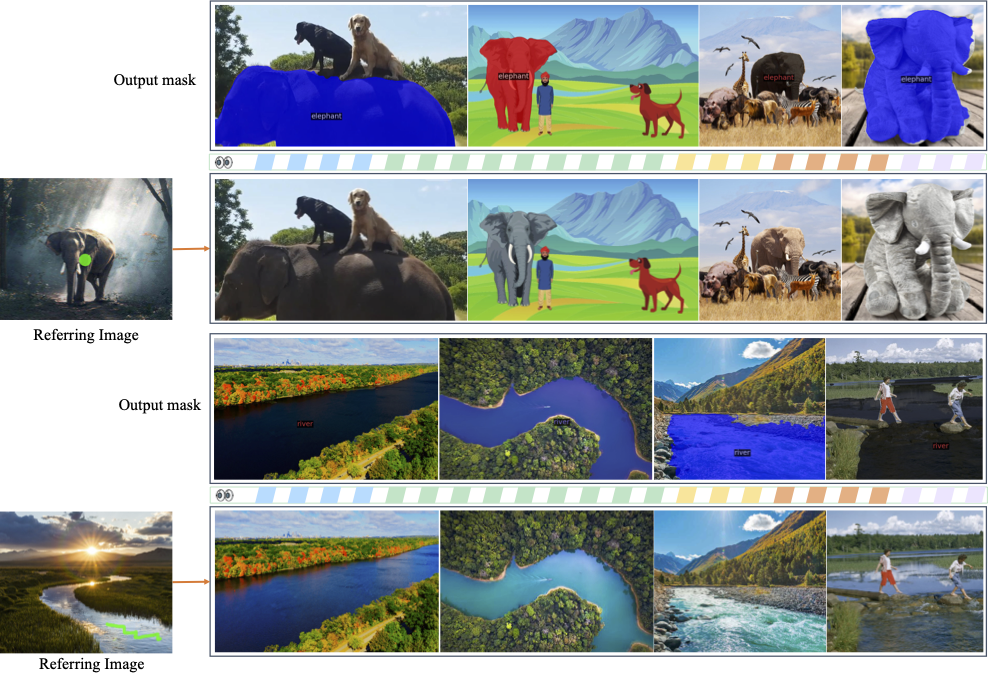 Output mask
elephant
elephant
elephant
elephant
Referring Image
Output mask
river
river
river
river
Referring Image